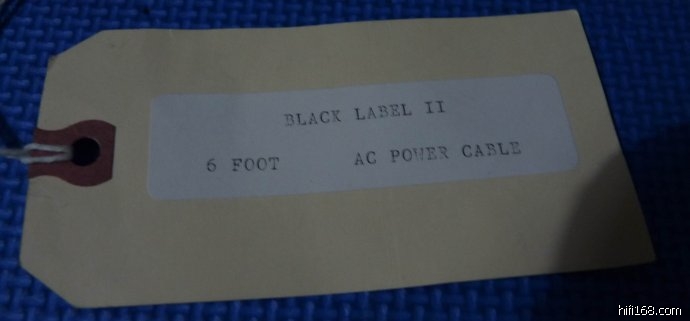 BLACK LABEL II
6 FOOT AC POWER CABLE
hifi168.com